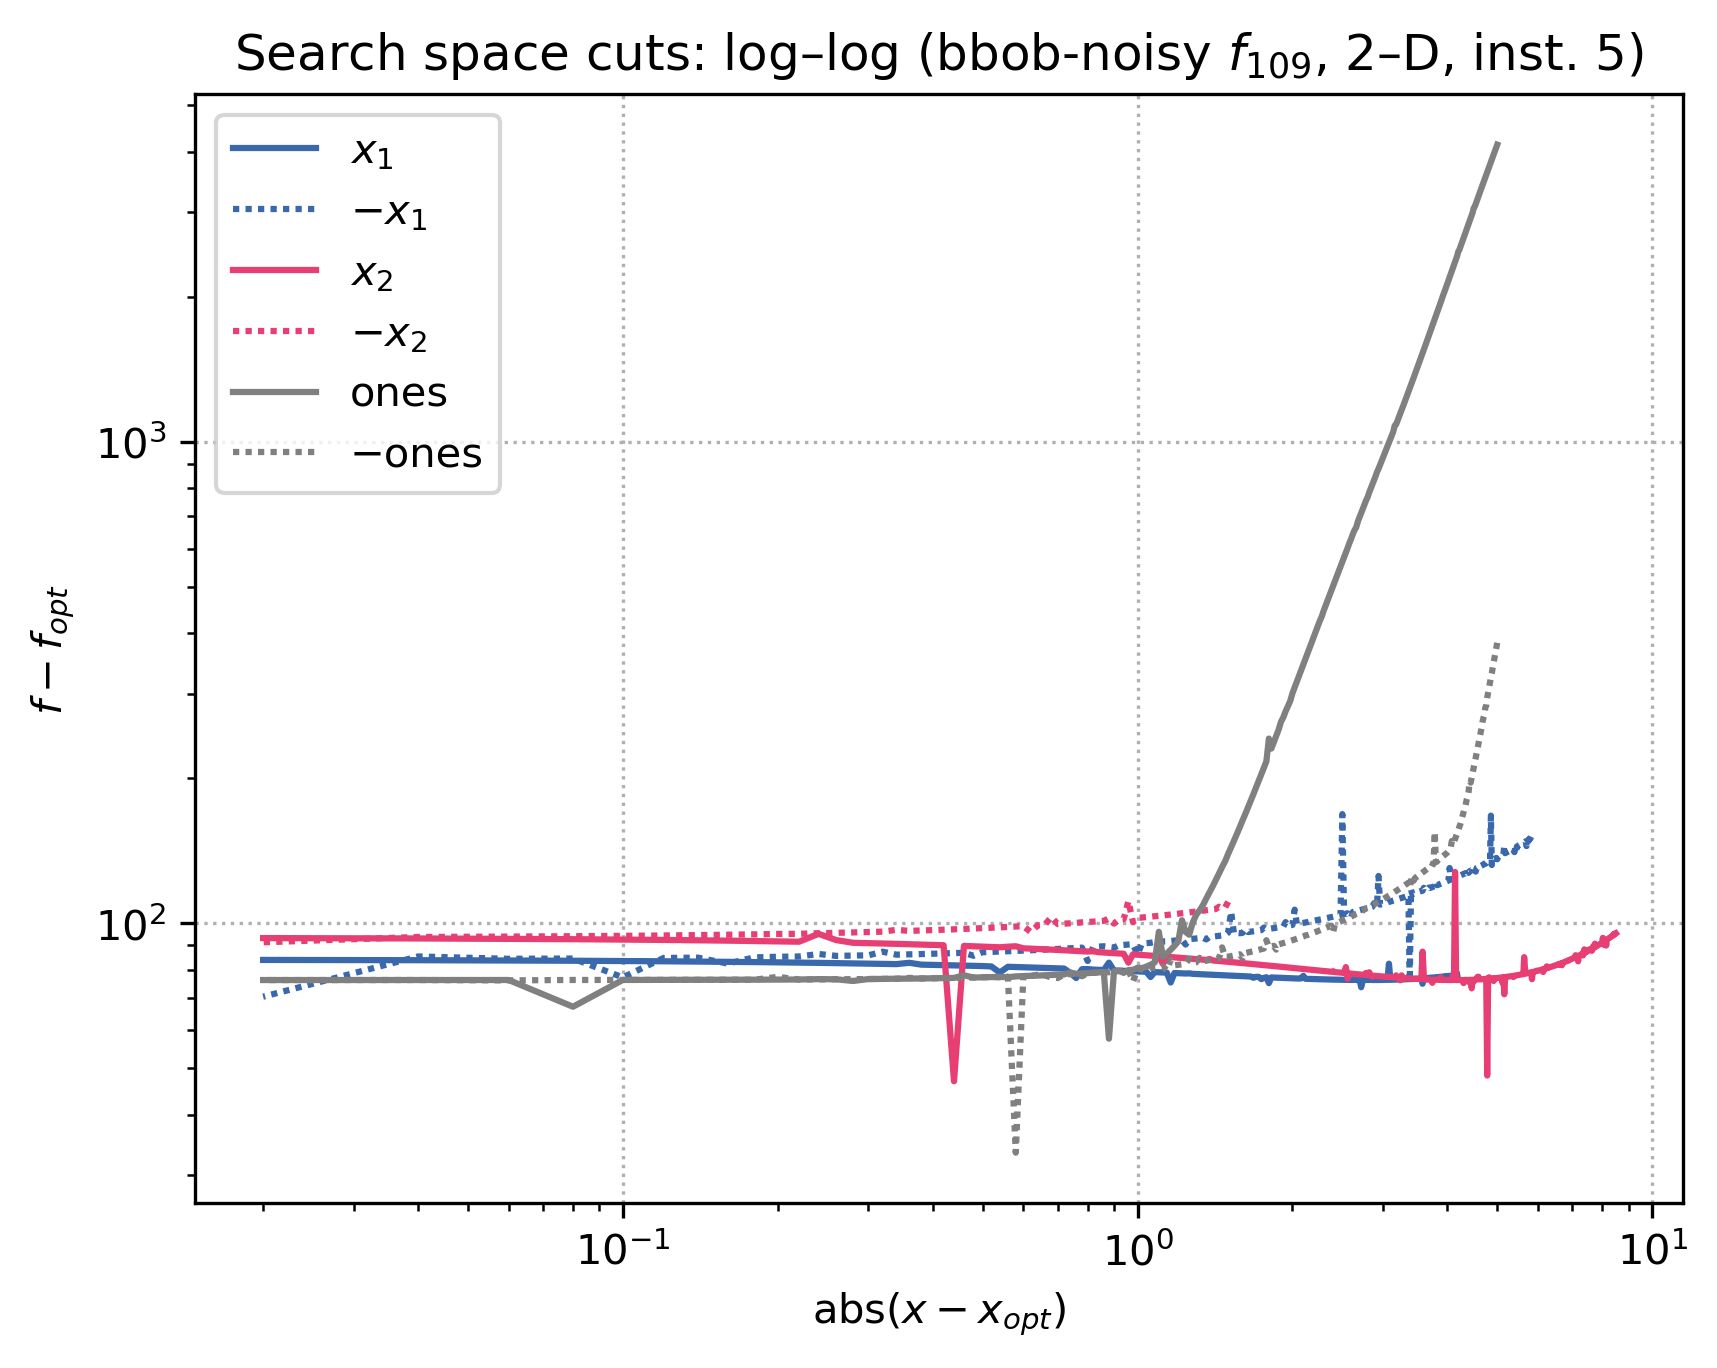 Search space cuts: log–log (bbob-noisy $f_{109}$, 2–D, inst. 5)
$x_1$
$-x_1$
$x_2$
$-x_2$
ones
−ones
$10^3$
$10^2$
$f - f_{opt}$
$10^{-1}$ $10^0$ $10^1$
abs($x - x_{opt}$)